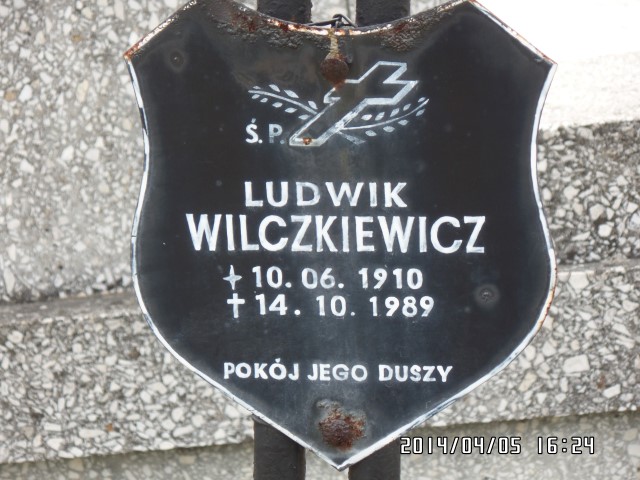 Ś.P.
LUDWIK
WILCZKIEWICZ
10. 06. 1910
† 14. 10. 1989
POKÓJ JEGO DUSZY
2014/04/05 16:24